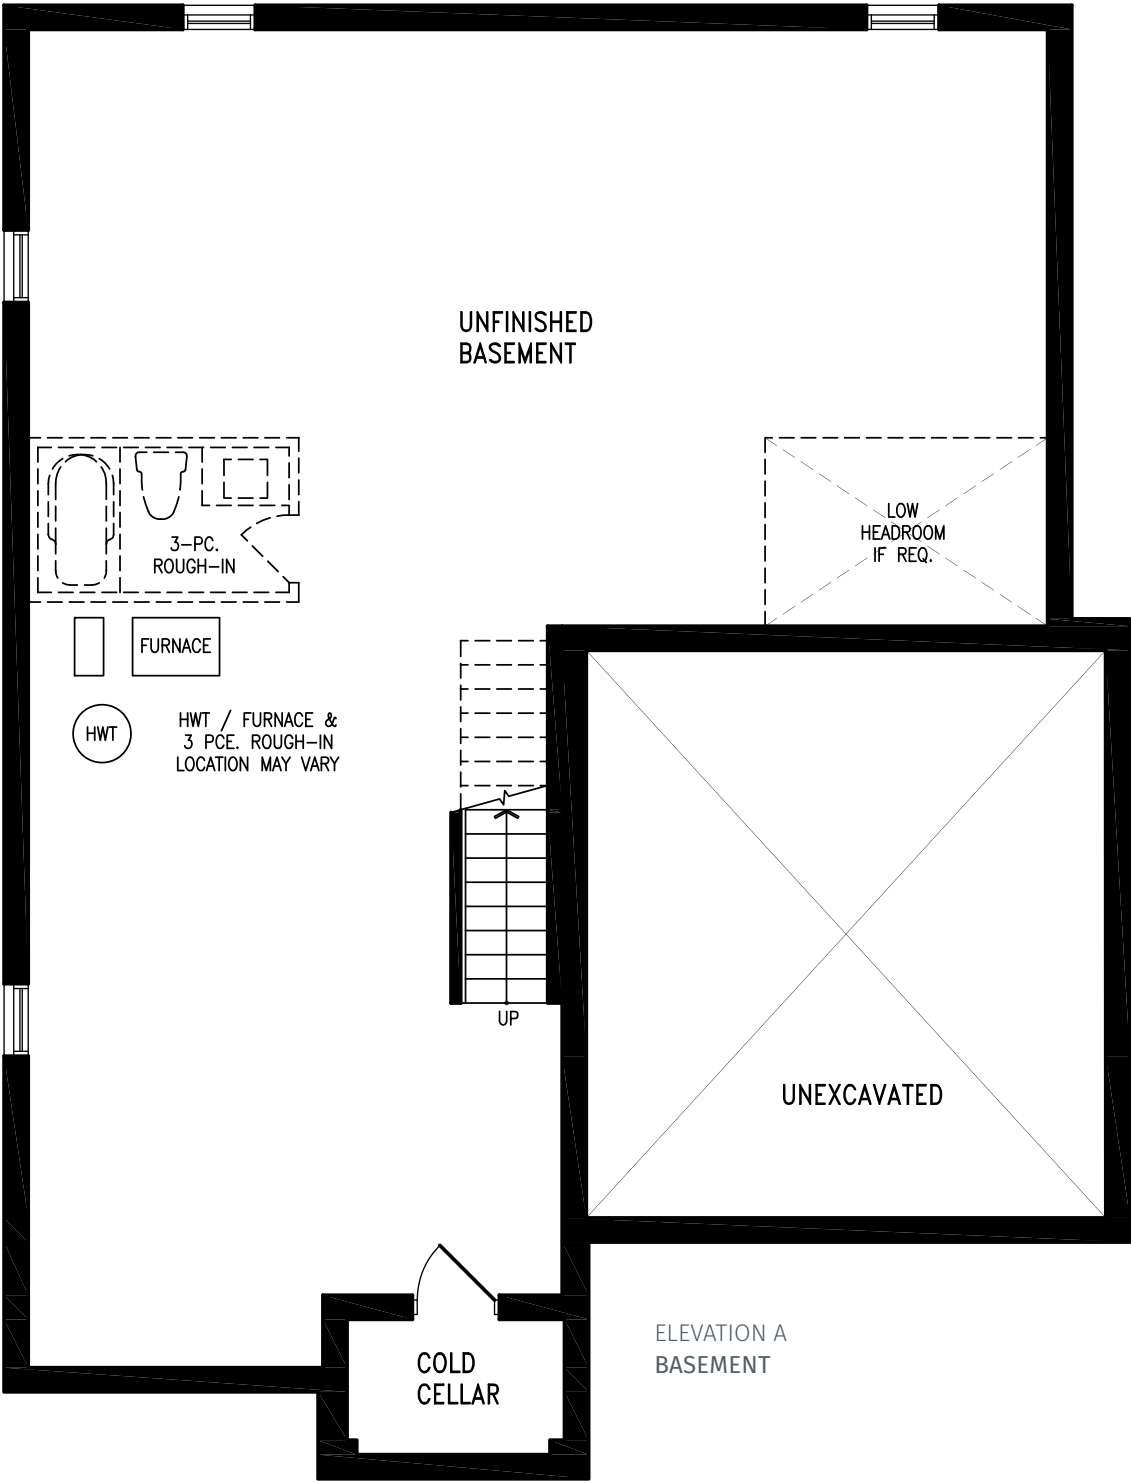 UNFINISHED
BASEMENT
LOW
HEADROOM
IF REQ.
3-PC.
ROUGH-IN
FURNACE
HWT
HWT / FURNACE &
3 PCE. ROUGH-IN
LOCATION MAY VARY
UP
UNEXCAVATED
COLD
CELLAR
ELEVATION A
BASEMENT